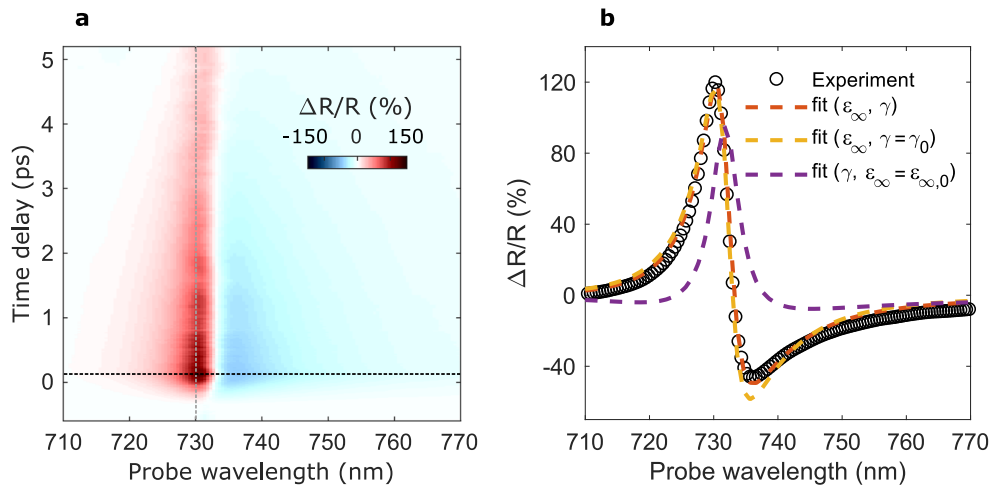 a
ΔR/R (%)
-150 0 150
Time delay (ps)
5
4
3
2
1
0
710 720 730 740 750 760 770
Probe wavelength (nm)
b
Experiment
fit (ε∞, γ)
fit (ε∞, γ = γ0)
fit (γ, ε∞ = ε∞,0)
ΔR/R (%)
120
80
40
0
-40
710 720 730 740 750 760 770
Probe wavelength (nm)